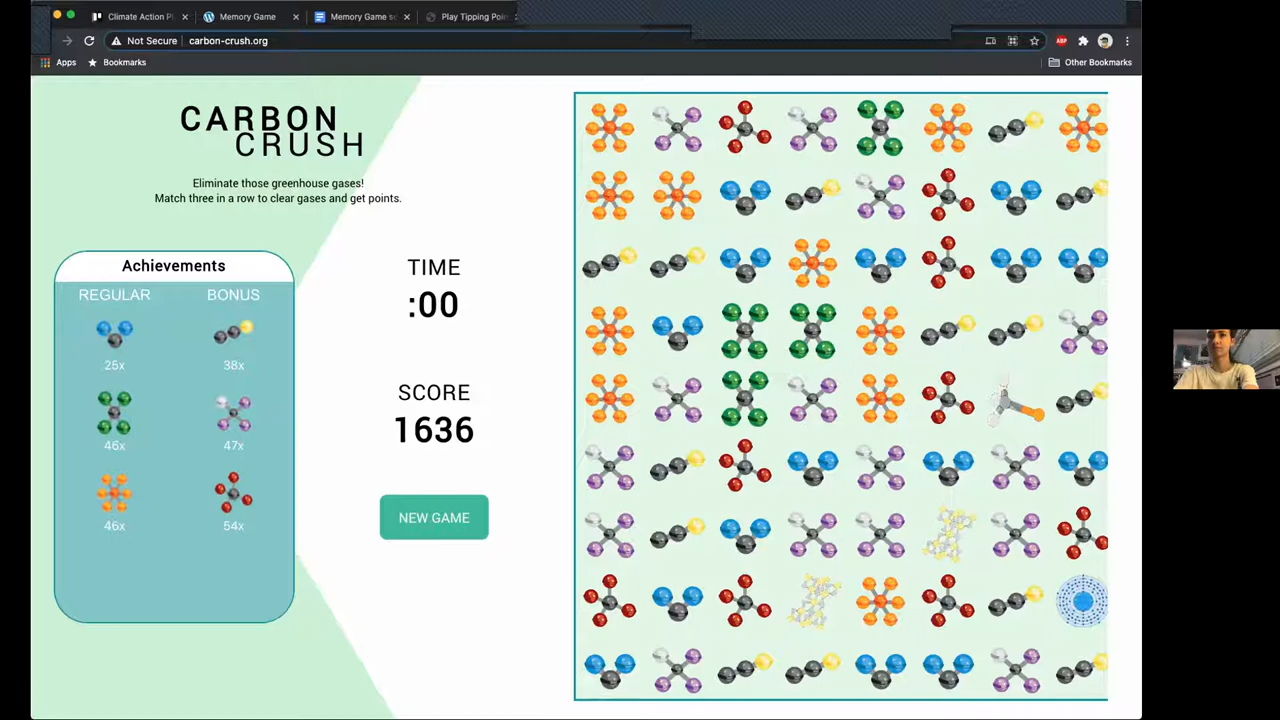 Climate Action Pl
Memory Game
Memory Game s
Play Tipping Poi
Not Secure
carbon-crush.org
ABP
Apps
Bookmarks
Other Bookmarks
CARBON
CRUSH
Eliminate those greenhouse gases!
Match three in a row to clear gases and get points.
Achievements
REGULAR
BONUS
25x
38x
46x
47x
46x
54x
TIME
:00
SCORE
1636
NEW GAME